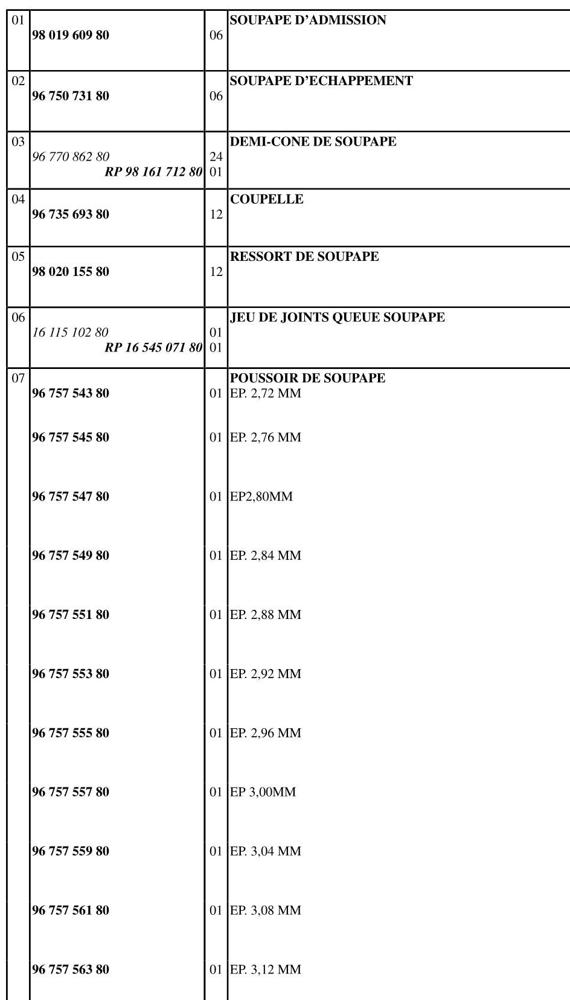 01 SOUPAPE D'ADMISSION
98 019 609 80 06
02 SOUPAPE D'ECHAPPEMENT
96 750 731 80 06
03 DEMI-CONE DE SOUPAPE
96 770 862 80 24
RP 98 161 712 80 01
04 COUPELLE
96 735 693 80 12
05 RESSORT DE SOUPAPE
98 020 155 80 12
06 JEU DE JOINTS QUEUE SOUPAPE
16 115 102 80 01
RP 16 545 071 80 01
07 POUSSOIR DE SOUPAPE
96 757 543 80 01 EP. 2,72 MM
96 757 545 80 01 EP. 2,76 MM
96 757 547 80 01 EP2,80MM
96 757 549 80 01 EP. 2,84 MM
96 757 551 80 01 EP. 2,88 MM
96 757 553 80 01 EP. 2,92 MM
96 757 555 80 01 EP. 2,96 MM
96 757 557 80 01 EP 3,00MM
96 757 559 80 01 EP. 3,04 MM
96 757 561 80 01 EP. 3,08 MM
96 757 563 80 01 EP. 3,12 MM